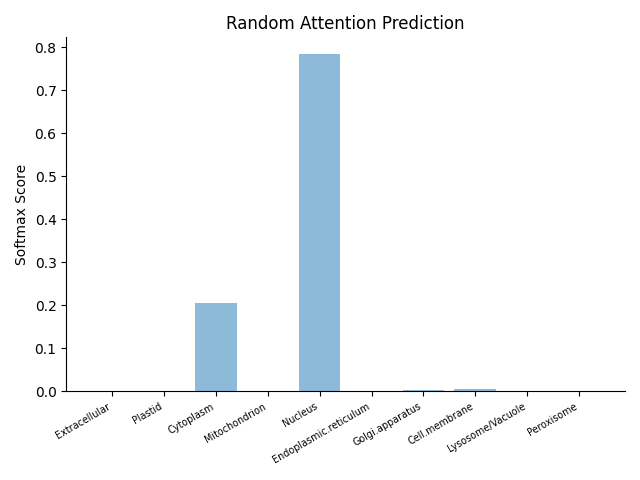 Random Attention Prediction
Softmax Score
0.8
0.7
0.6
0.5
0.4
0.3
0.2
0.1
0.0
Extracellular
Plastid
Cytoplasm
Mitochondrion
Nucleus
Endoplasmic.reticulum
Golgi.apparatus
Cell.membrane
Lysosome/Vacuole
Peroxisome